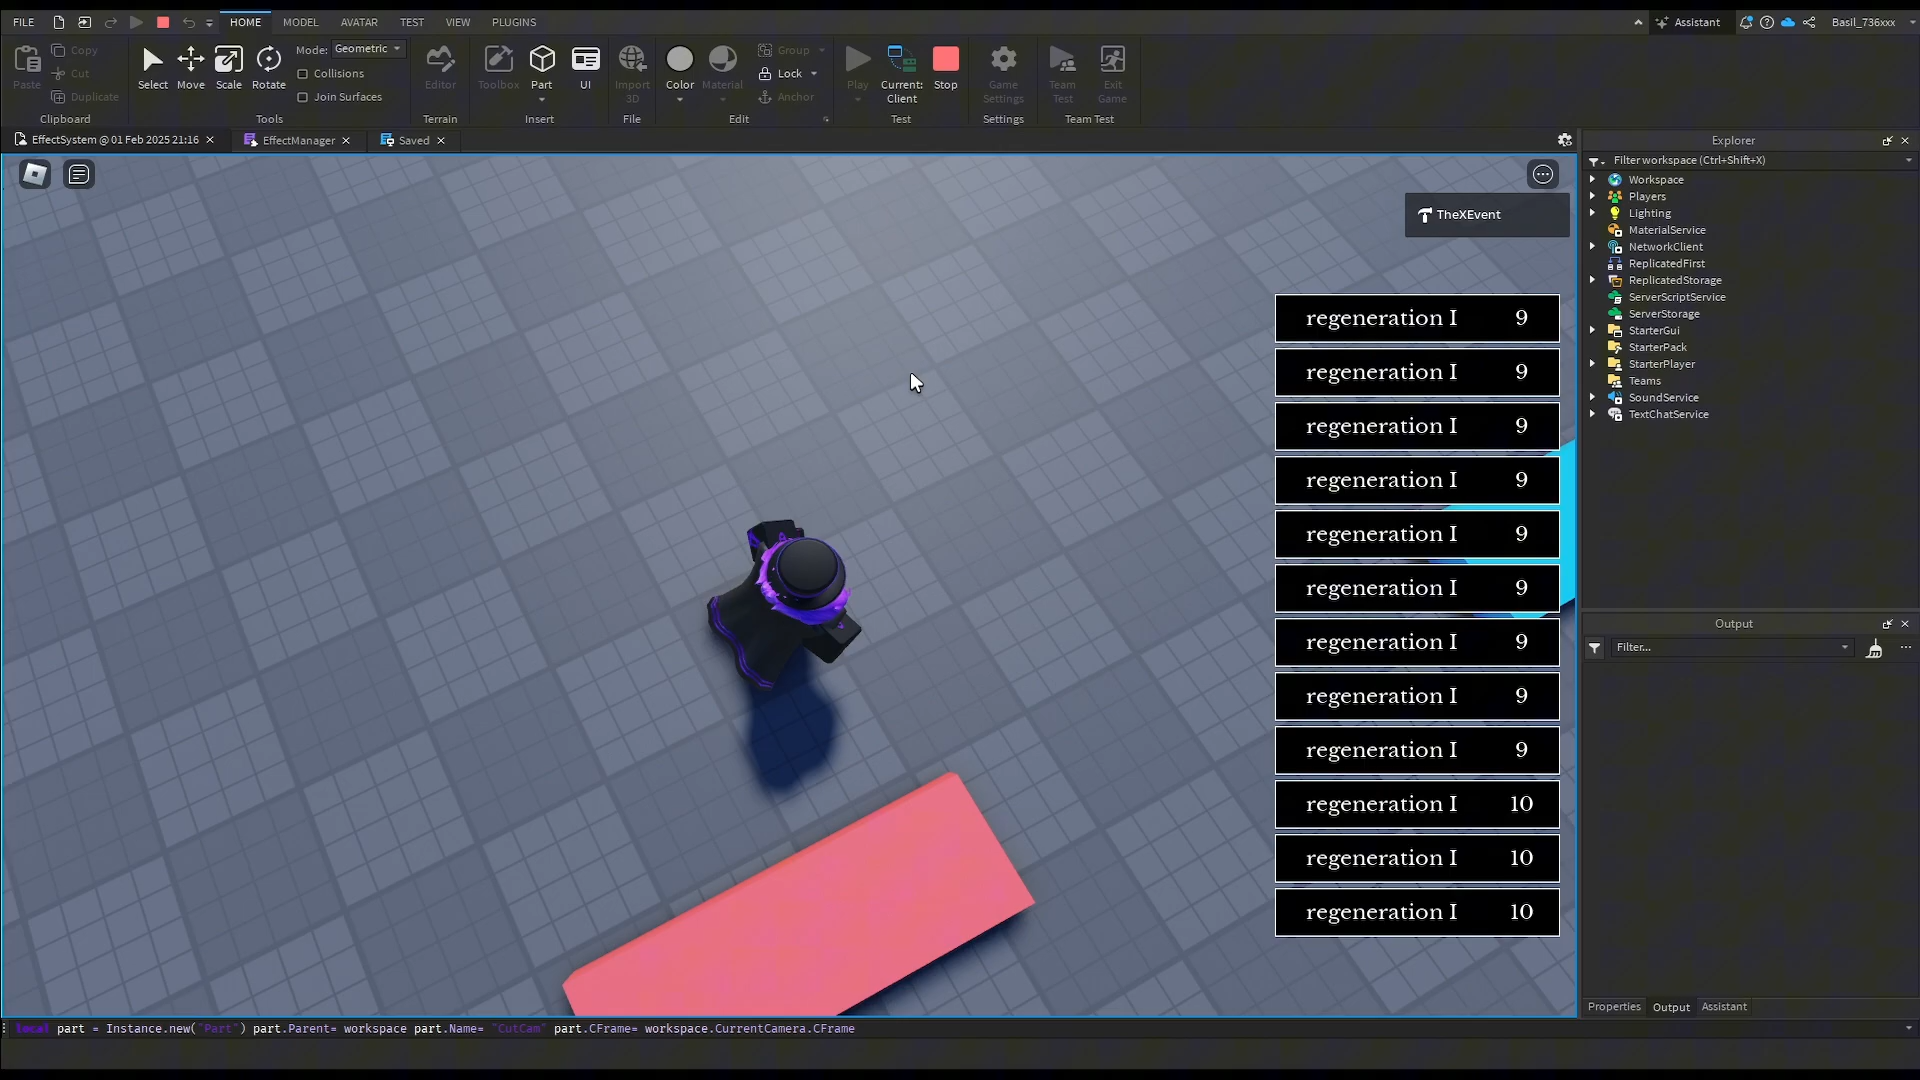 FILE HOME MODEL AVATAR TEST VIEW PLUGINS Assistant Basil_736xxx
Paste Copy Cut Duplicate Clipboard
Select Move Scale Rotate Mode: Geometric Collisions Join Surfaces Tools
Editor Terrain
Toolbox Part UI Insert
Import 3D File
Color Material Group Lock Anchor Edit
Play Current: Client Stop Test
Game Settings Settings
Team Test Exit Game Team Test
EffectSystem @ 01 Feb 2025 21:16 EffectManager Saved
TheXEvent
regeneration I 9
regeneration I 9
regeneration I 9
regeneration I 9
regeneration I 9
regeneration I 9
regeneration I 9
regeneration I 9
regeneration I 9
regeneration I 10
regeneration I 10
regeneration I 10
Explorer
Filter workspace (Ctrl+Shift+X)
Workspace
Players
Lighting
MaterialService
NetworkClient
ReplicatedFirst
ReplicatedStorage
ServerScriptService
ServerStorage
StarterGui
StarterPack
StarterPlayer
Teams
SoundService
TextChatService
Output
Filter...
Properties Output Assistant
local part = Instance.new("Part") part.Parent= workspace part.Name= "CutCam" part.CFrame= workspace.CurrentCamera.CFrame